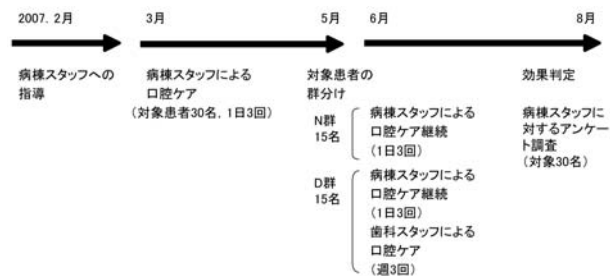 2007. 2月
3月
5月
6月
8月
病棟スタッフへの
指導
病棟スタッフによる
口腔ケア
(対象患者30名, 1日3回)
対象患者の
群分け
N群
15名
病棟スタッフによる
口腔ケア継続
(1日3回)
D群
15名
病棟スタッフによる
口腔ケア継続
(1日3回)
歯科スタッフによる
口腔ケア
(週3回)
効果判定
病棟スタッフに
対するアンケー
ト調査
(対象30名)